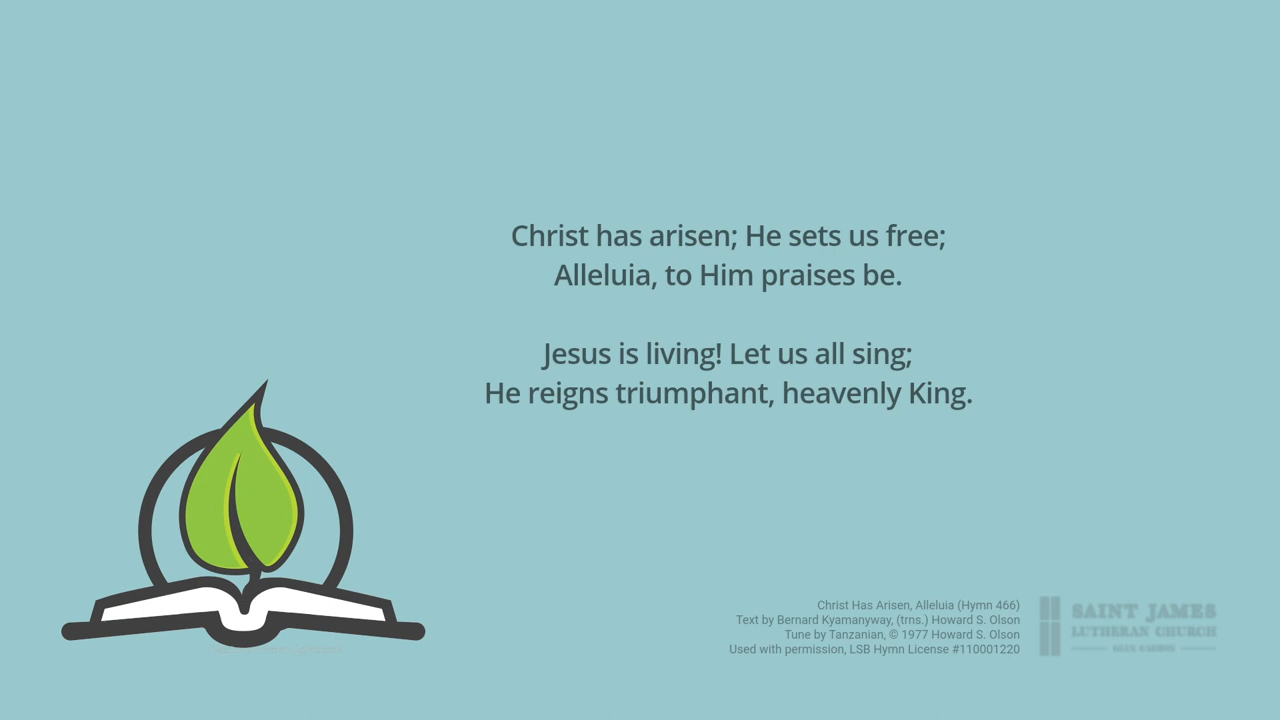 Christ has arisen; He sets us free;
Alleluia, to Him praises be.
Jesus is living! Let us all sing;
He reigns triumphant, heavenly King.
Christ Has Arisen, Alleluia (Hymn 466)
Text by Bernard Kyamanyway, (trns.) Howard S. Olson
Tune by Tanzanian, © 1977 Howard S. Olson
Used with permission, LSB Hymn License #110001220
SAINT JAMES
LUTHERAN CHURCH